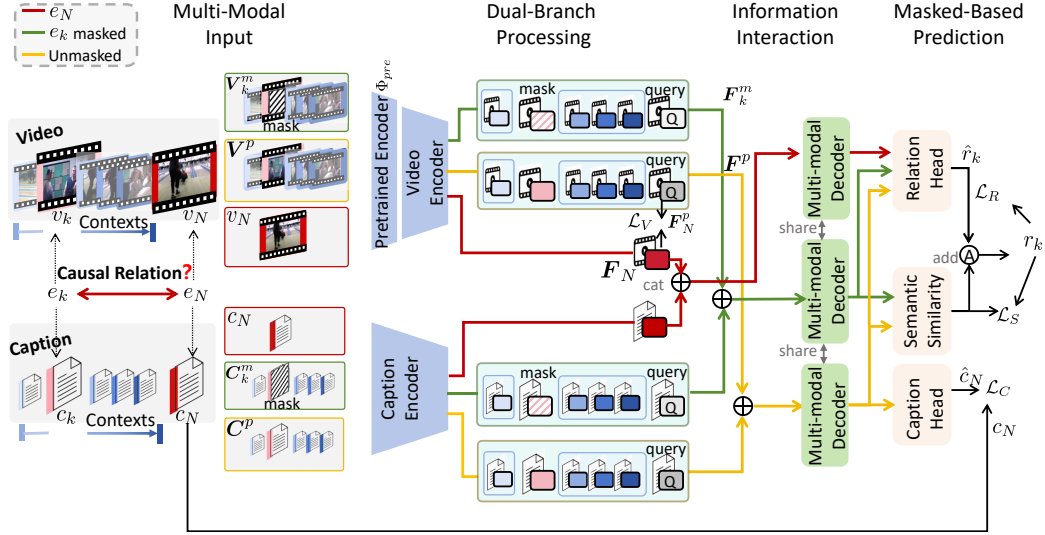 e_N
e_k masked
Unmasked
Multi-Modal
Input
Dual-Branch
Processing
Information
Interaction
Masked-Based
Prediction
Video
v_k
Contexts
v_N
Causal Relation?
e_k
e_N
Caption
c_k
Contexts
c_N
V_k^m
mask
V^p
v_N
c_N
C_k^m
mask
C^p
Pretrained Encoder Φ_pre
Video
Encoder
Caption
Encoder
mask
query
Q
F_k^m
query
Q
F^p
ℒ_V
F_N^p
F_N
cat
mask
query
Q
query
Q
Multi-modal
Decoder
share
Multi-modal
Decoder
share
Multi-modal
Decoder
Relation
Head
r̂_k
ℒ_R
r_k
add
A
Semantic
Similarity
ℒ_S
Caption
Head
ĉ_N
ℒ_C
c_N